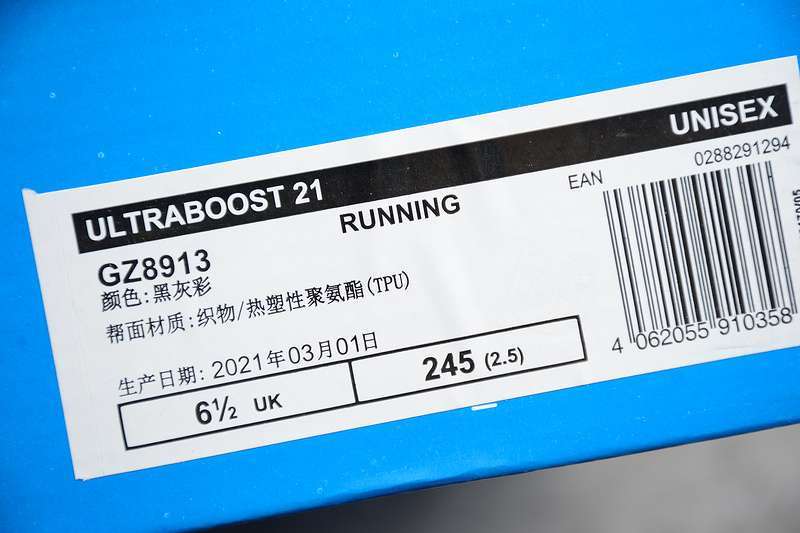 ULTRABOOST 21 UNISEX
RUNNING
EAN 0288291294
GZ8913
颜色:黑灰彩
帮面材质:织物/热塑性聚氨酯(TPU)
生产日期: 2021年03月01日
6½ UK 245 (2.5)
4 062055 910358